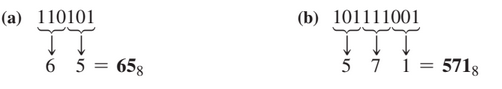 (a) 110101
6 5 = 65₈
(b) 101111001
5 7 1 = 571₈